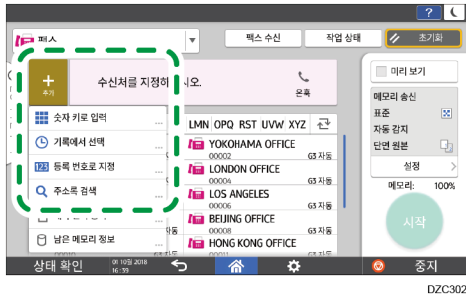 ?
팩스
팩스 수신
작업 상태
초기화
추가
수신처를 지정하
시오.
온훅
미리 보기
메모리 송신
표준
자동 감지
단면 원본
설정
메모리: 100%
시작
숫자 키로 입력 ...
기록에서 선택 ...
123 등록 번호로 지정 ...
주소록 검색 ...
남은 메모리 정보 ...
LMN OPQ RST UVW XYZ
YOKOHAMA OFFICE
00002 G3 자동
LONDON OFFICE
00004 G3 자동
LOS ANGELES
00006 G3 자동
BEIJING OFFICE
00008 G3 자동
HONG KONG OFFICE
상태 확인
01 10월 2018
16:39
중지
DZC302